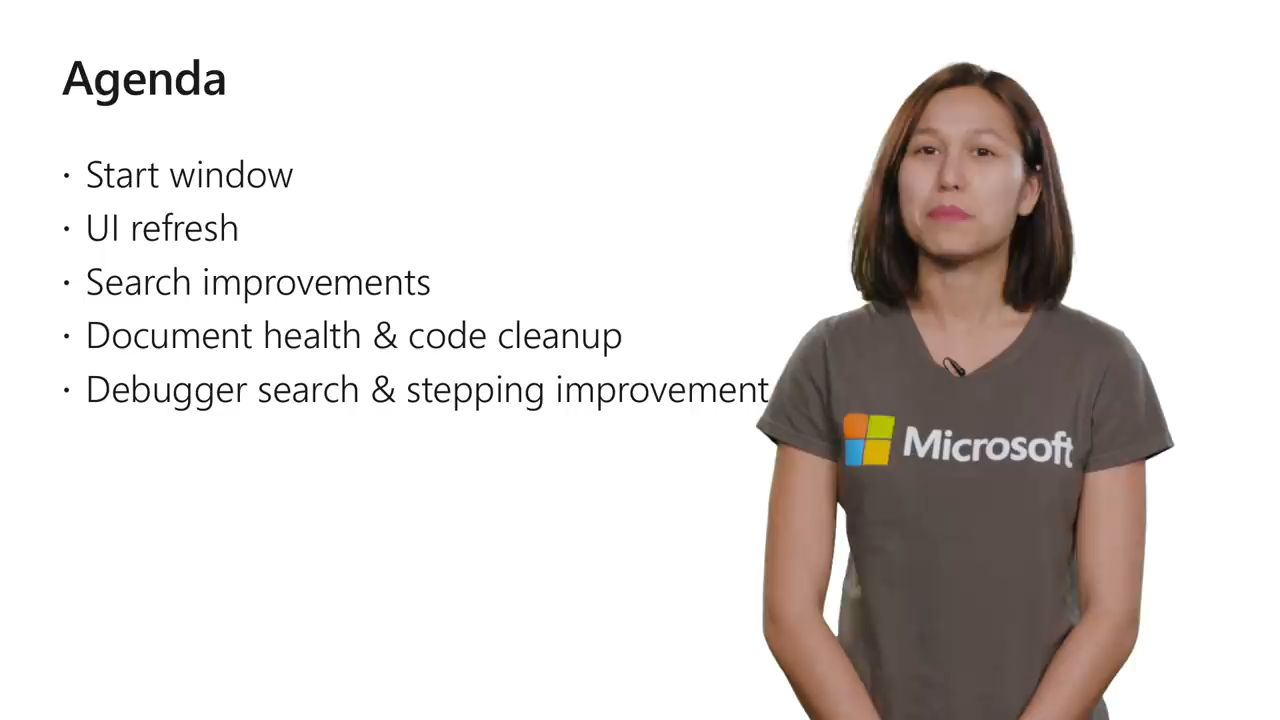 Agenda
· Start window
· UI refresh
· Search improvements
· Document health & code cleanup
· Debugger search & stepping improvement
Microsoft